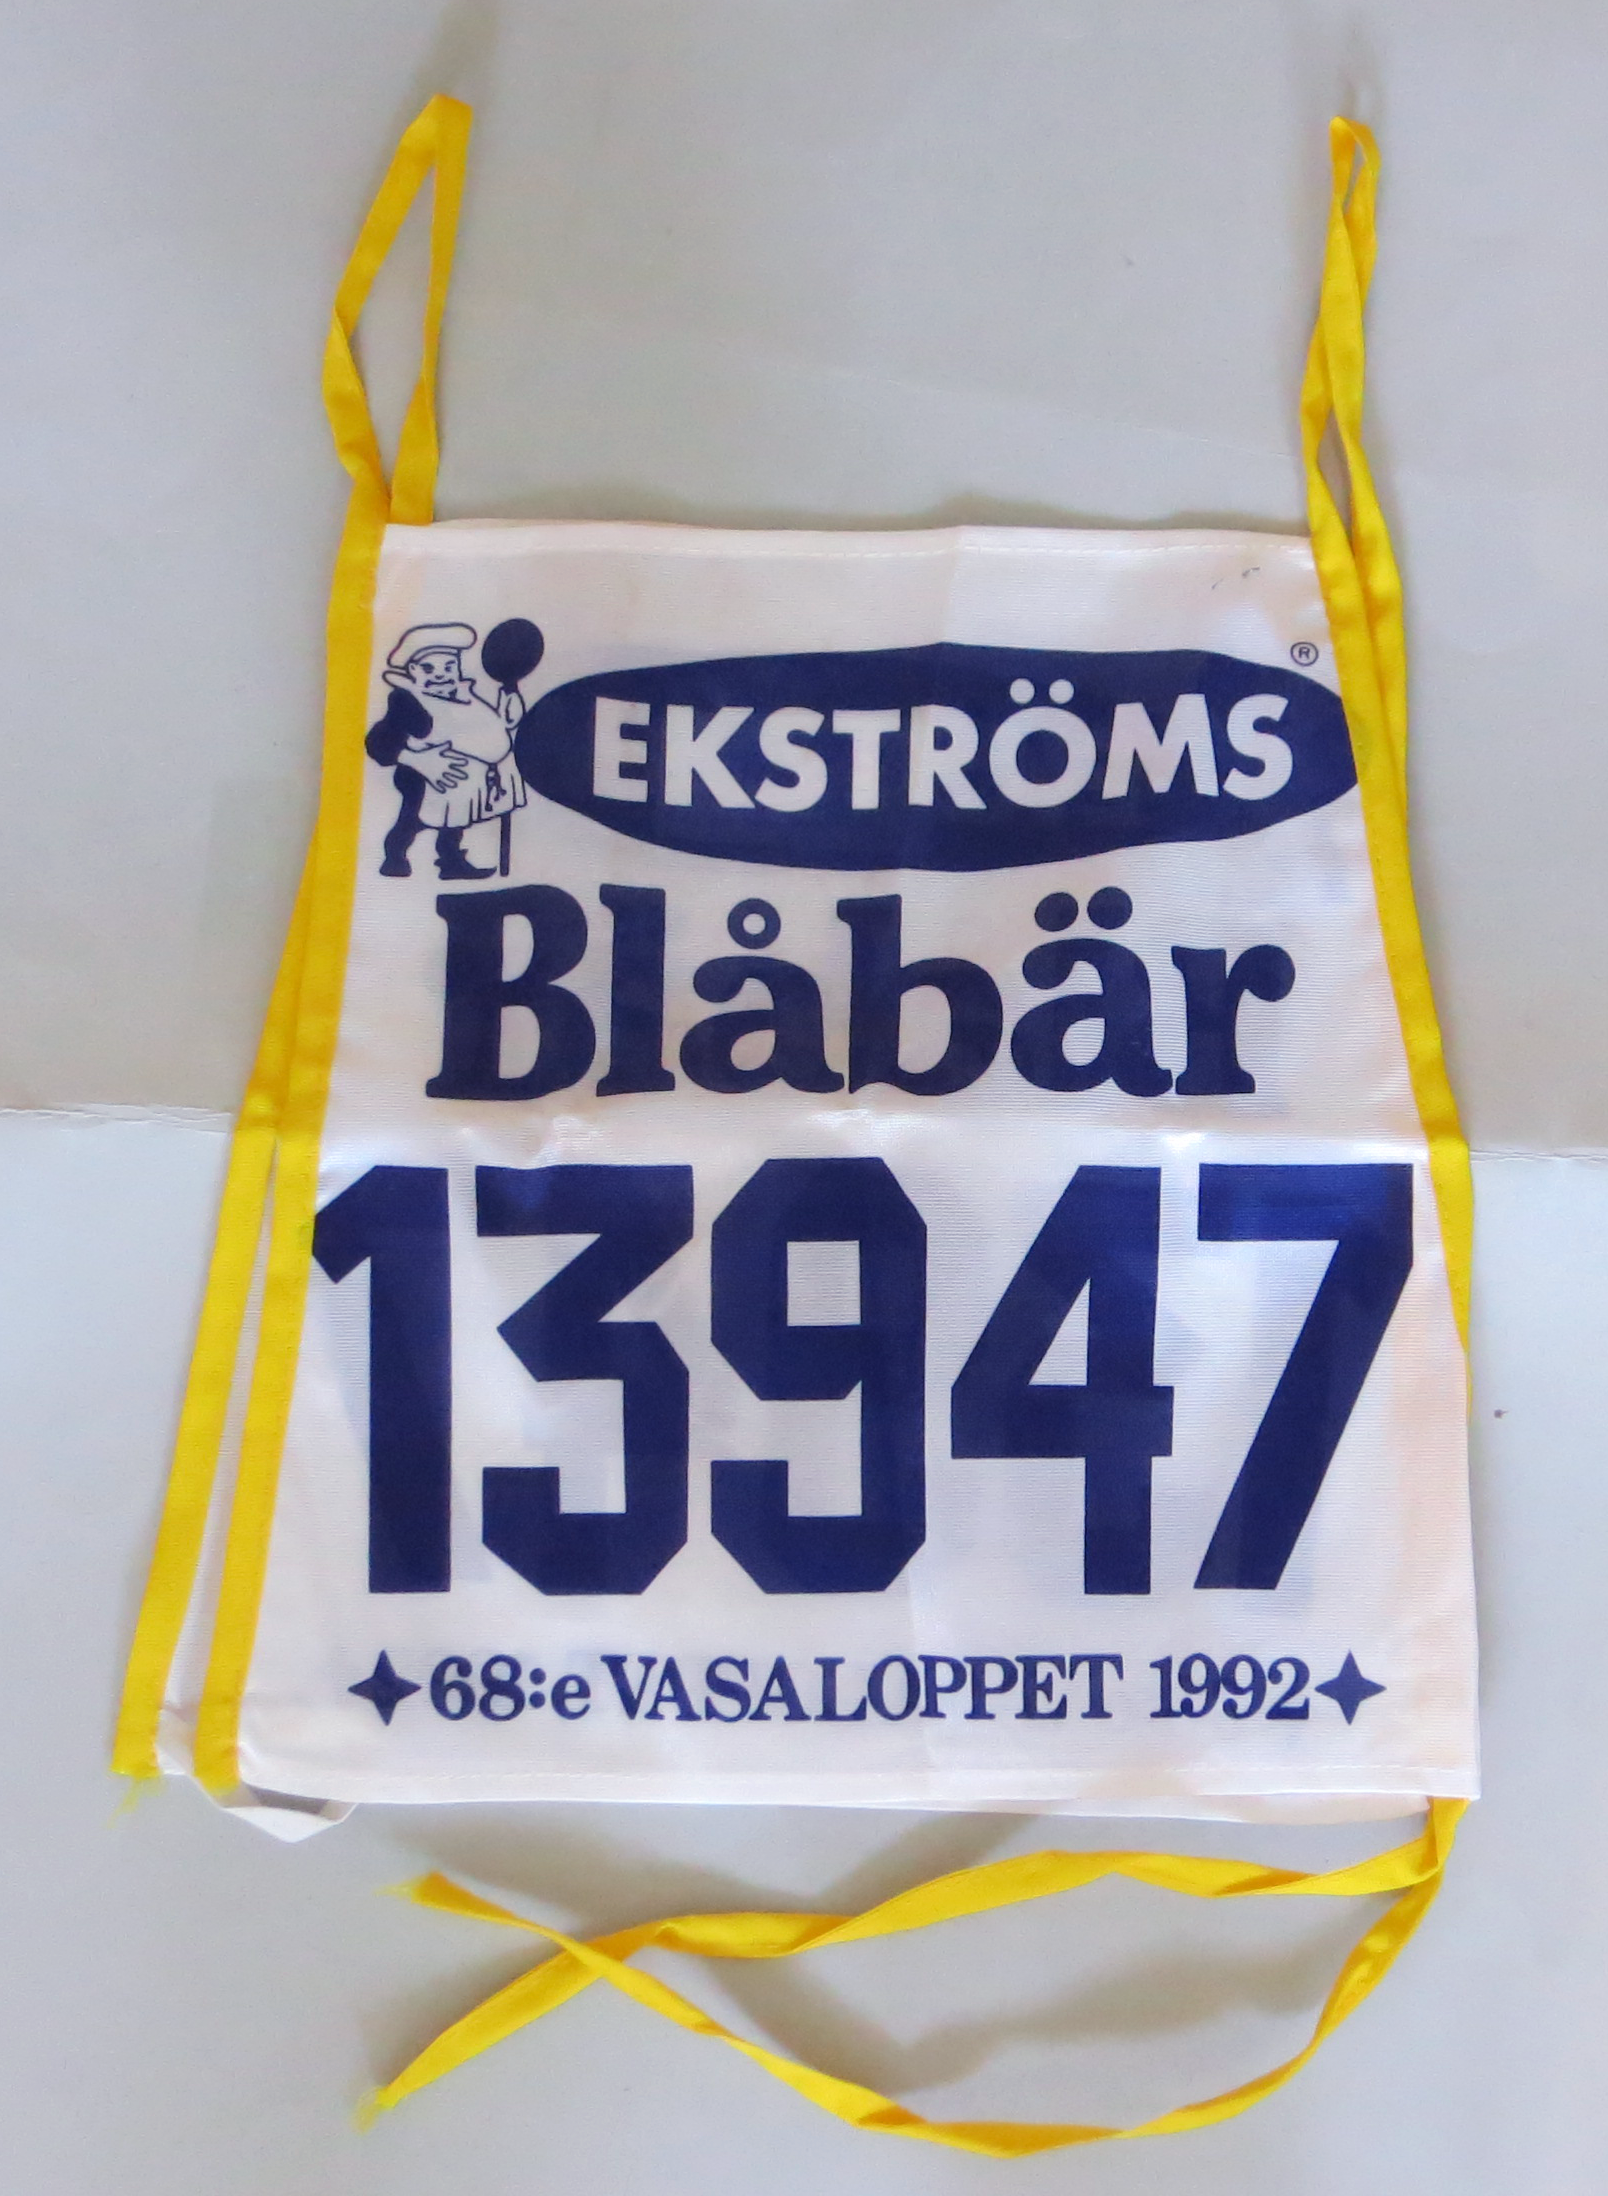 EKSTRÖMS ®
Blåbär
13947
68:e VASALOPPET 1992